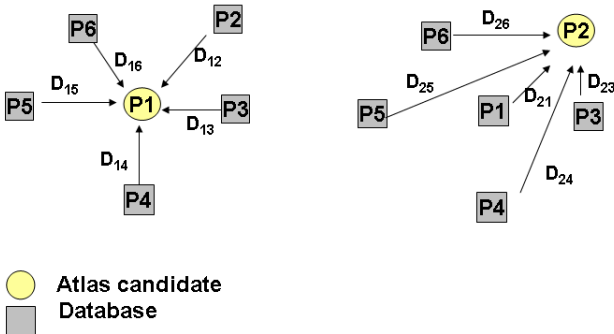 P6
P2
D16
D12
D15
P5
P1
P3
D13
D14
P4
P6
D26
P2
D25
P5
P1
D21
D23
P3
D24
P4
Atlas candidate
Database